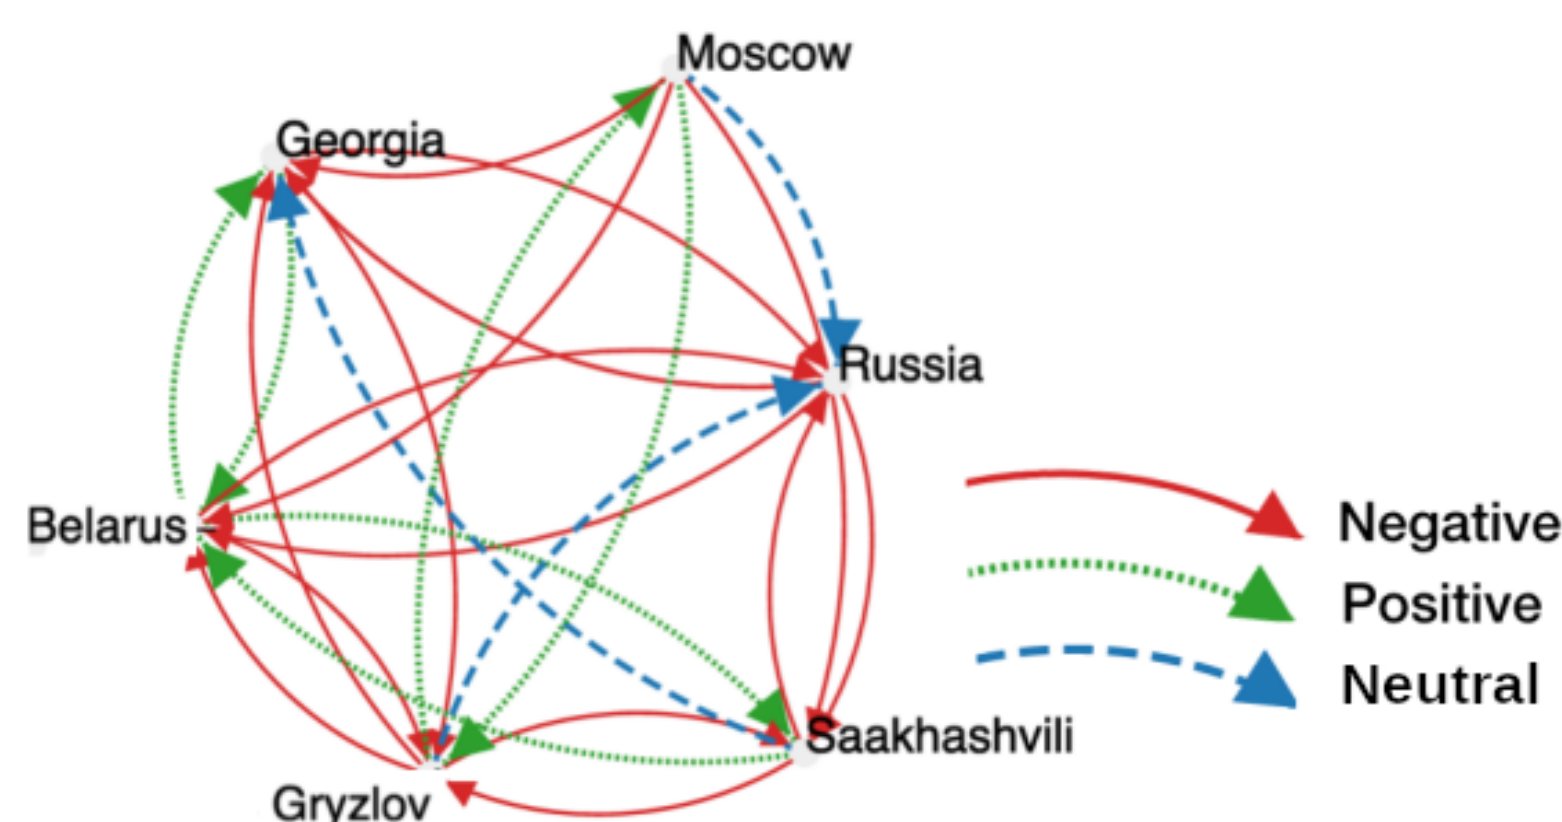 Moscow
Georgia
Russia
Belarus
Gryzlov
Saakhashvili
Negative
Positive
Neutral